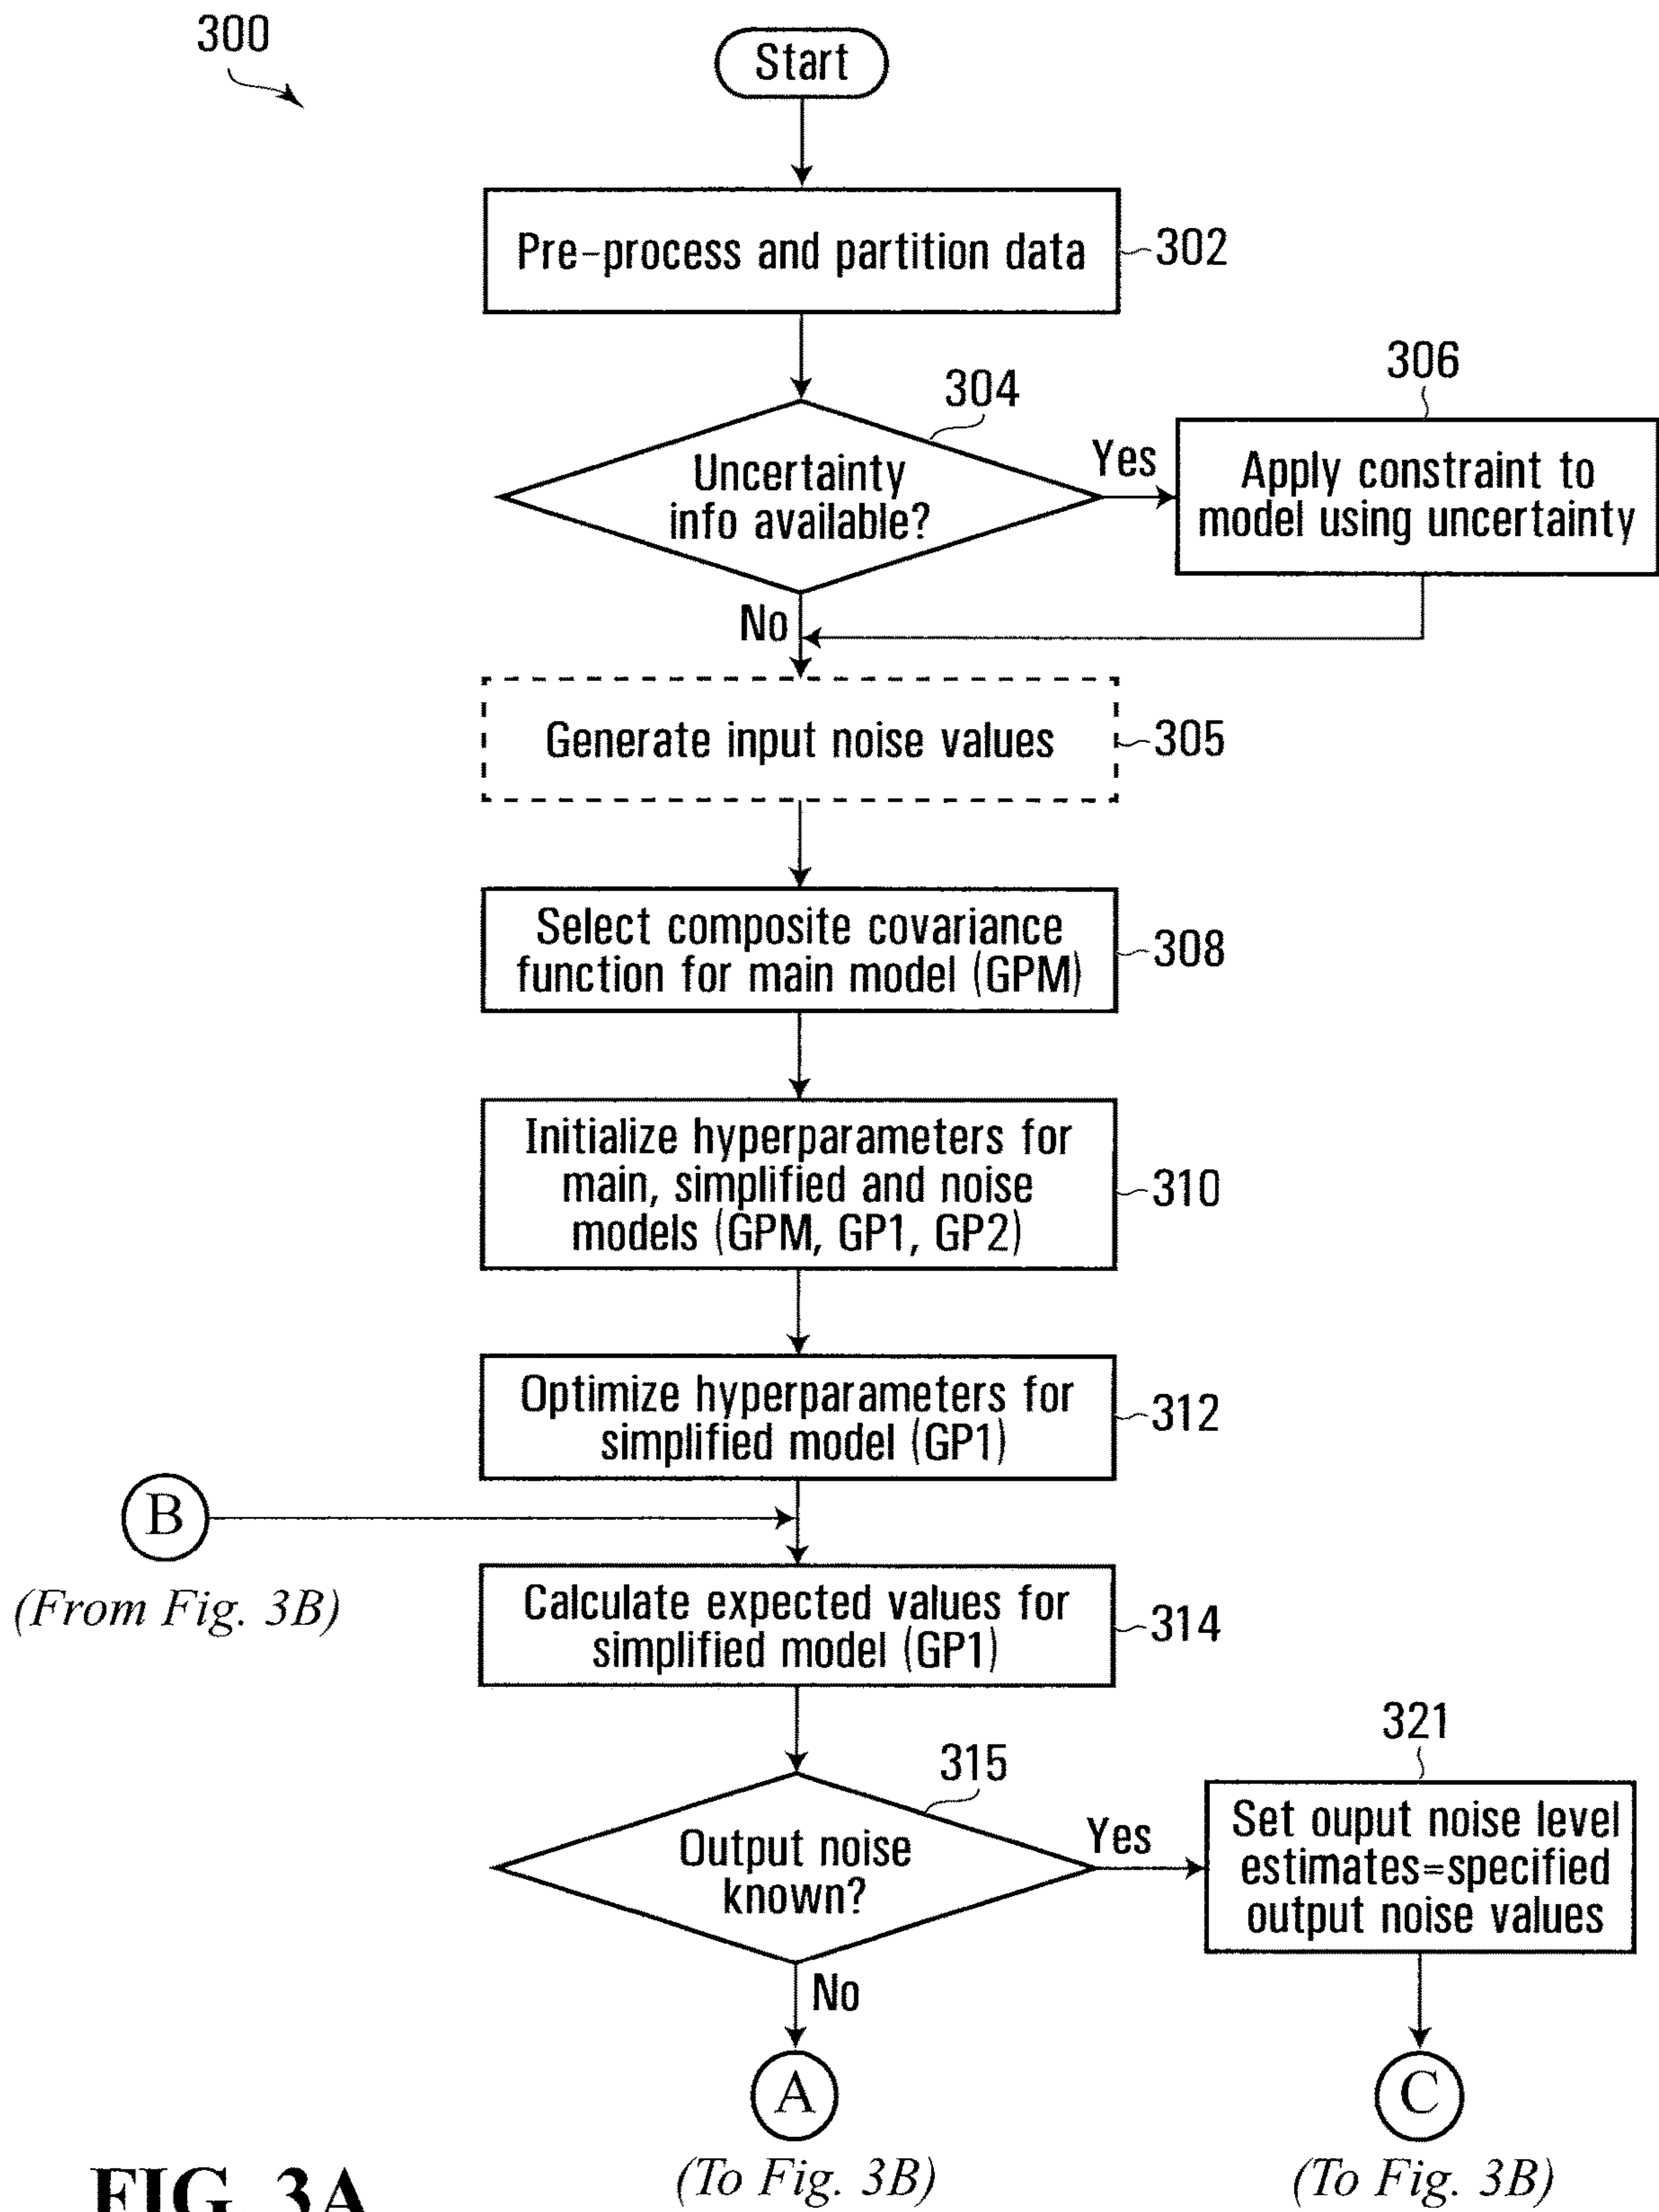 300
Start
Pre-process and partition data
302
304
306
Uncertainty
info available?
Yes
Apply constraint to
model using uncertainty
No
Generate input noise values
305
Select composite covariance
function for main model (GPM)
308
Initialize hyperparameters for
main, simplified and noise
models (GPM, GP1, GP2)
310
Optimize hyperparameters for
simplified model (GP1)
312
B
(From Fig. 3B)
Calculate expected values for
simplified model (GP1)
314
315
321
Output noise
known?
Yes
Set ouput noise level
estimates=specified
output noise values
No
A
C
(To Fig. 3B)
(To Fig. 3B)
FIG. 3A